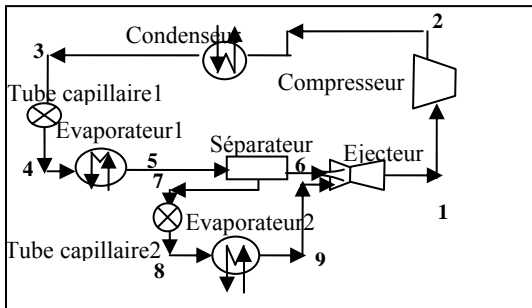 2
3
Condenseur
Compresseur
Tube capillaire1
Evaporateur1
Séparateur
Ejecteur
4
5
6
7
1
Evaporateur2
Tube capillaire2
8
9